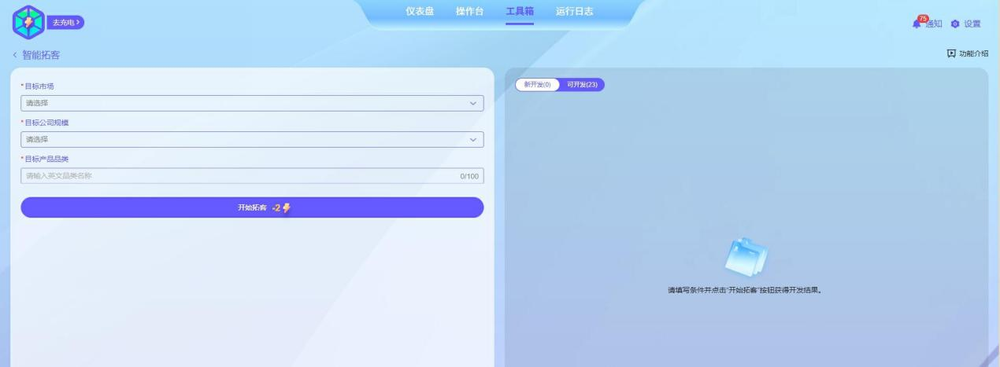 去充电 >
仪表盘 操作台 工具箱 运行日志
75
通知 设置
< 智能拓客
功能介绍
*目标市场
请选择
*目标公司规模
请选择
*目标产品品类
请输入英文品类名称 0/100
开始拓客 -2
新开发(0) 可开发(23)
请填写条件并点击"开始拓客"按钮获得开发结果。